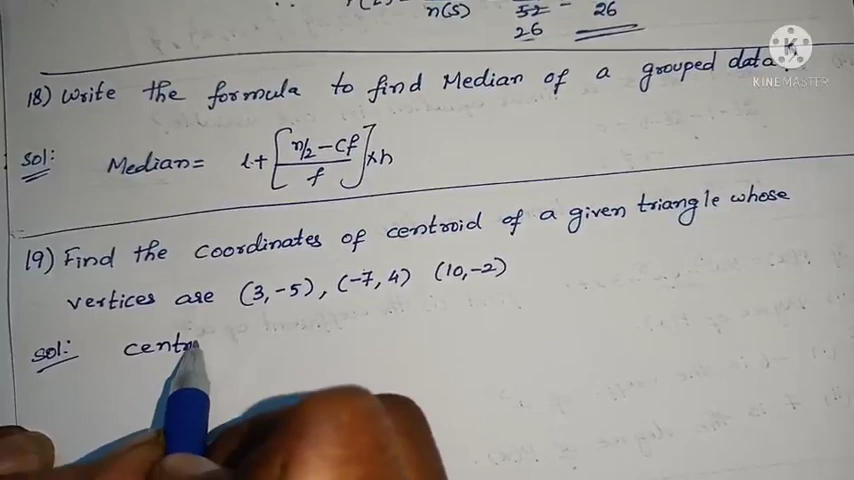 n(S) 52 26
26
18) Write the formula to find Median of a grouped data?
KINEMASTER
Sol: Median = l + [n/2 - cf / f] x h
19) Find the coordinates of centroid of a given triangle whose
vertices are (3, -5), (-7, 4) (10, -2)
Sol: centr